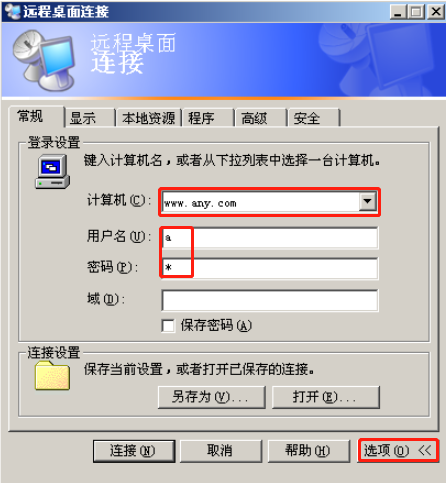 远程桌面连接
远程桌面
连接
常规 显示 本地资源 程序 高级 安全
登录设置
键入计算机名，或者从下拉列表中选择一台计算机。
计算机(C): www.any.com
用户名(U): a
密码(P): *
域(D):
保存密码(A)
连接设置
保存当前设置，或者打开已保存的连接。
另存为(V)... 打开(E)...
连接(N) 取消 帮助(H) 选项(O) <<